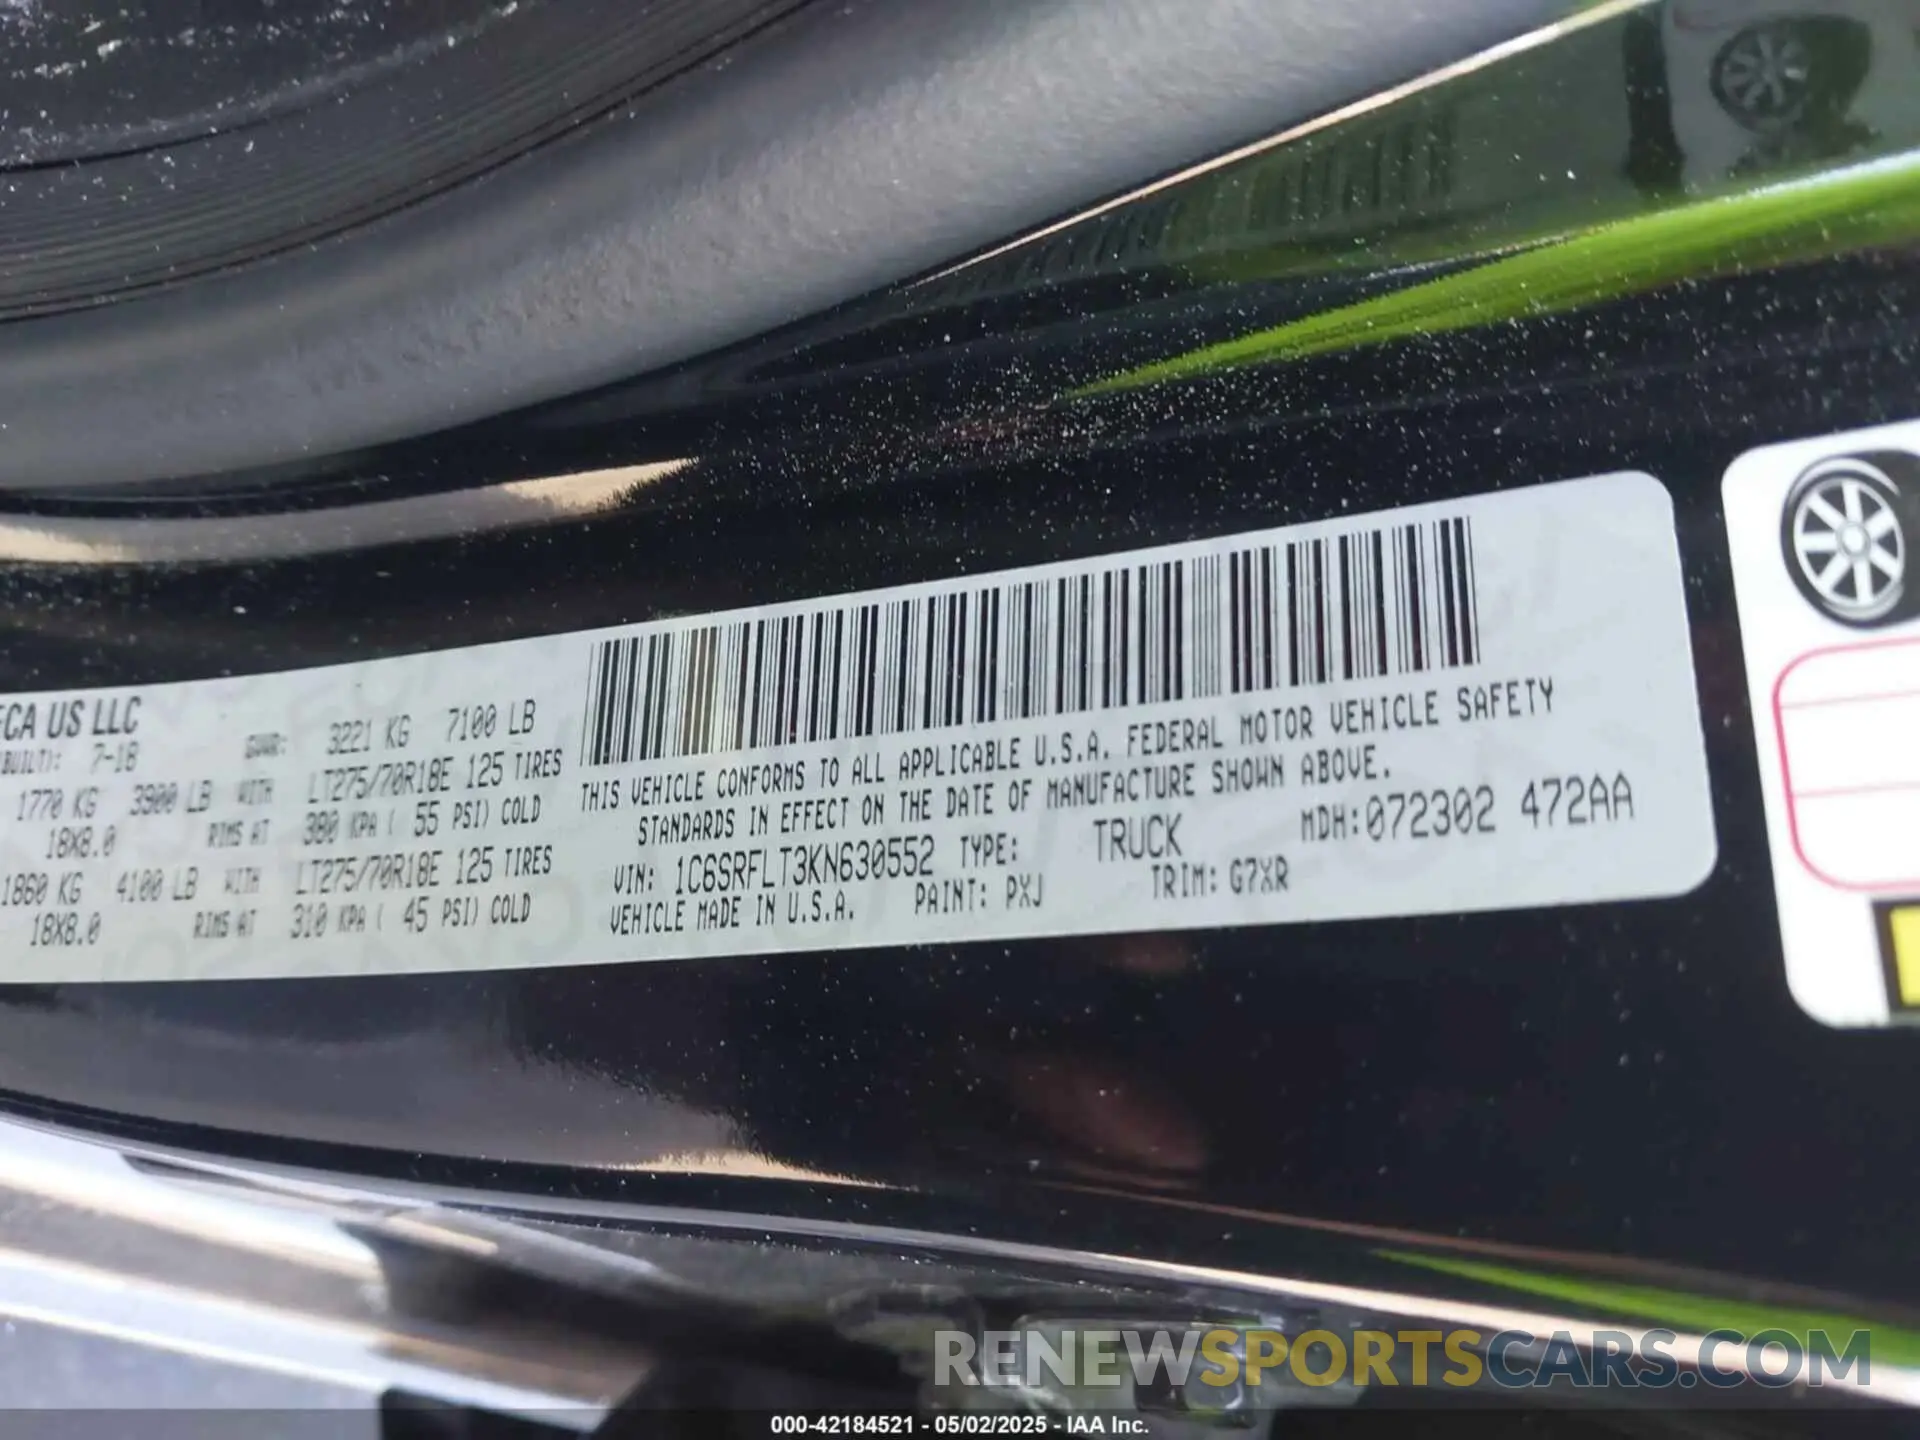 FCA US LLC
BUILT): 7-18 GVWR: 3221 KG 7100 LB
1770 KG 3900 LB WITH LT275/70R18E 125 TIRES
18X8.0 RIMS AT 380 KPA ( 55 PSI) COLD
1860 KG 4100 LB WITH LT275/70R18E 125 TIRES
18X8.0 RIMS AT 310 KPA ( 45 PSI) COLD
THIS VEHICLE CONFORMS TO ALL APPLICABLE U.S.A. FEDERAL MOTOR VEHICLE SAFETY
STANDARDS IN EFFECT ON THE DATE OF MANUFACTURE SHOWN ABOVE.
VIN: 1C6SRFLT3KN630552 TYPE: TRUCK MDH:072302 472AA
VEHICLE MADE IN U.S.A. PAINT: PXJ TRIM: G7XR
RENEWSPORTSCARS.COM
000-42184521 - 05/02/2025 - IAA Inc.